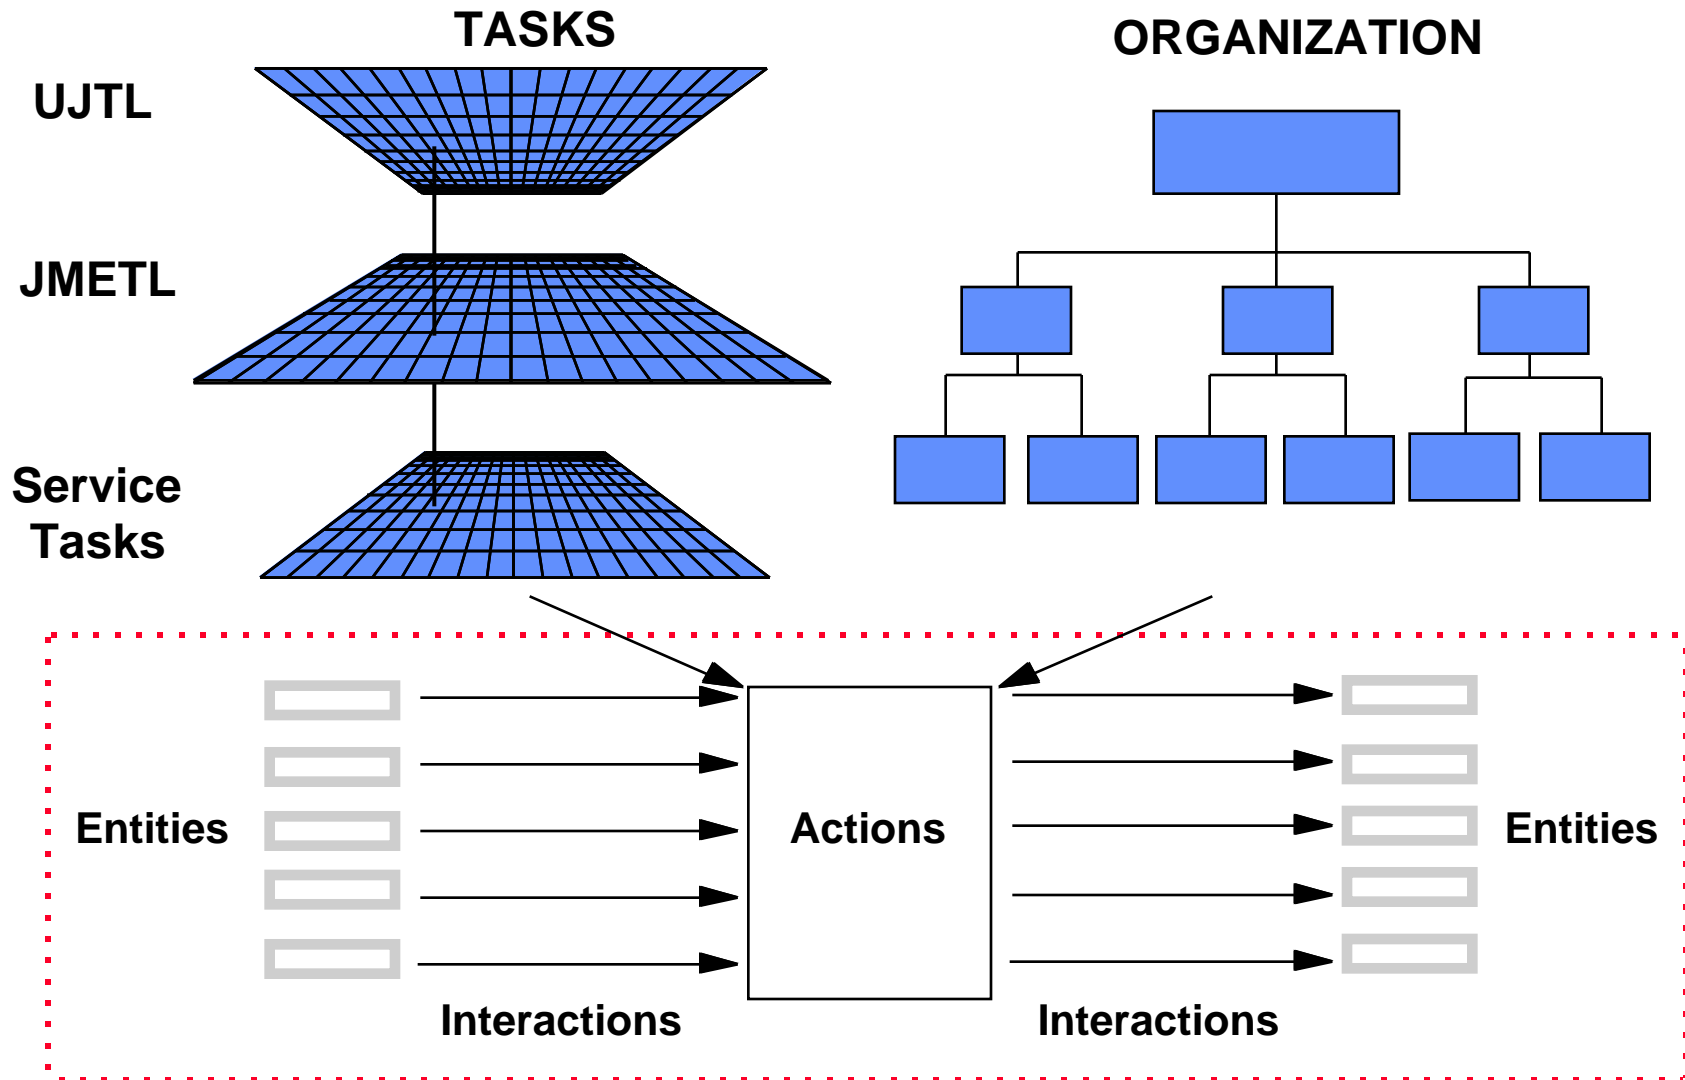 TASKS
ORGANIZATION
UJTL
JMETL
Service
Tasks
Entities
Actions
Entities
Interactions
Interactions